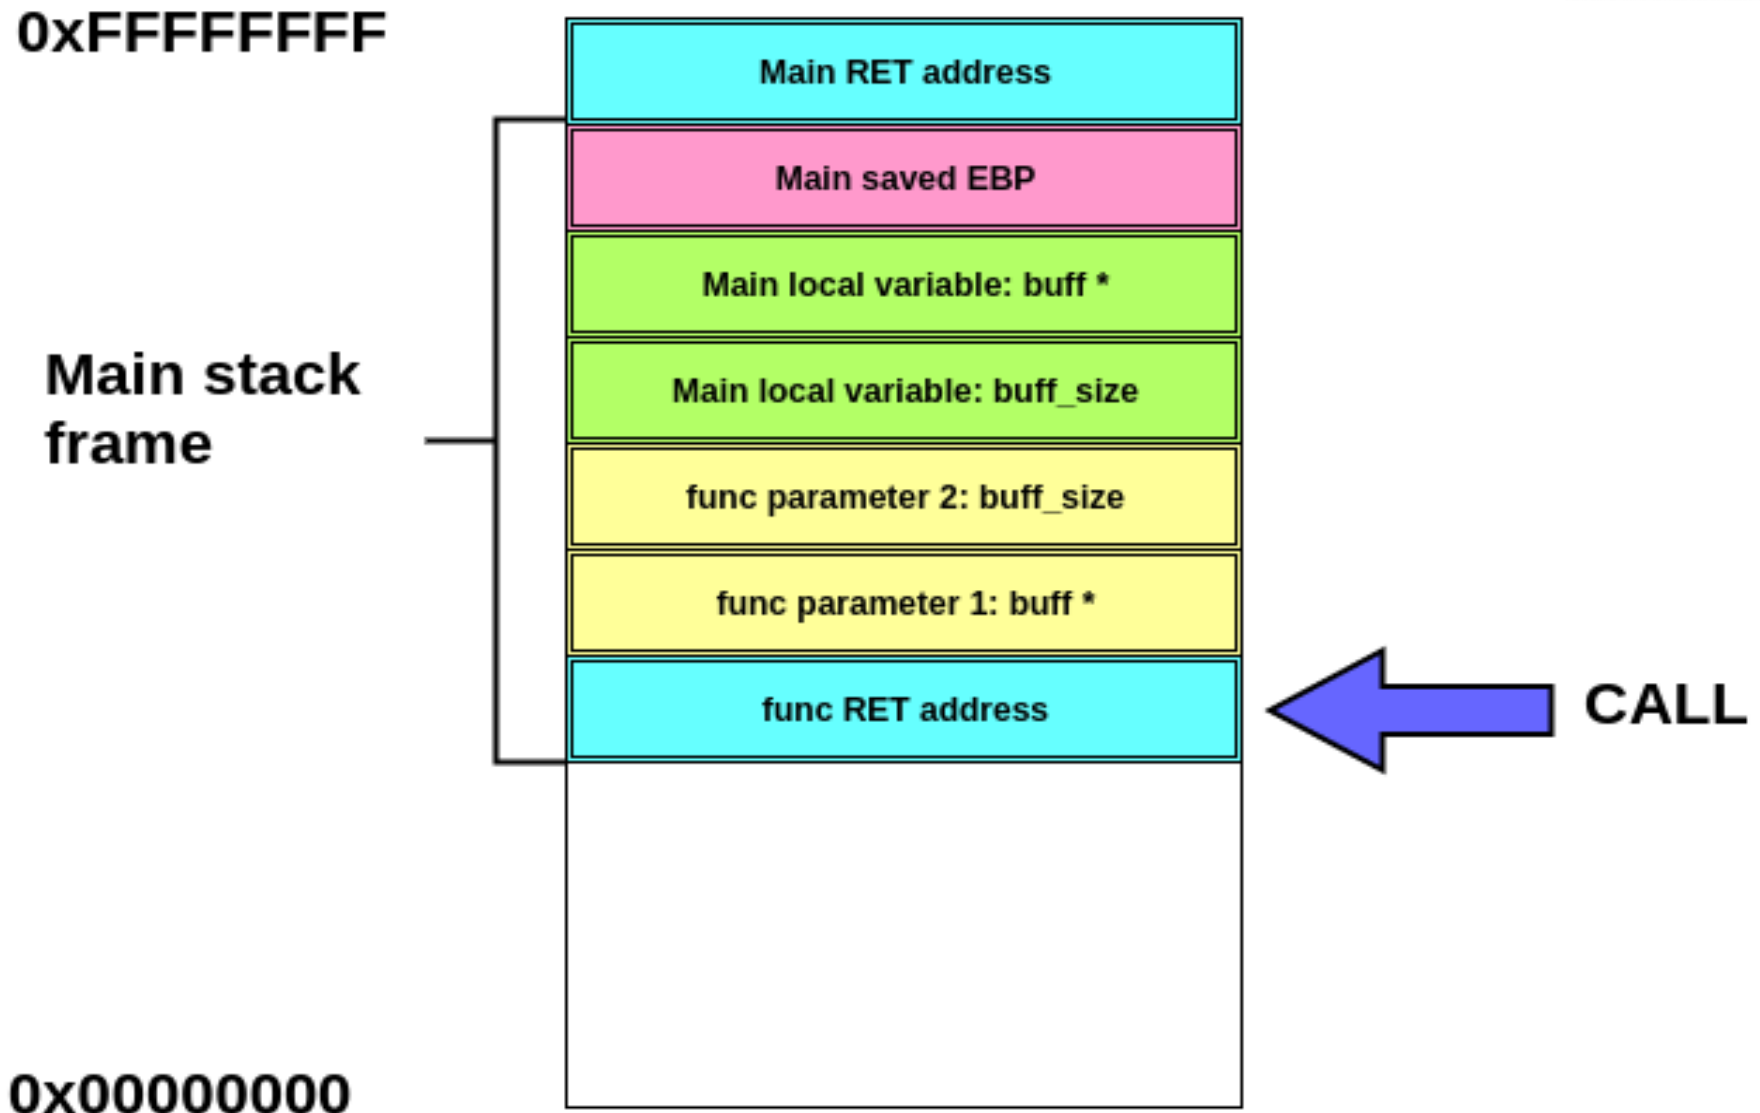 0xFFFFFFFF
Main RET address
Main saved EBP
Main local variable: buff *
Main stack
frame
Main local variable: buff_size
func parameter 2: buff_size
func parameter 1: buff *
func RET address
CALL
0x00000000